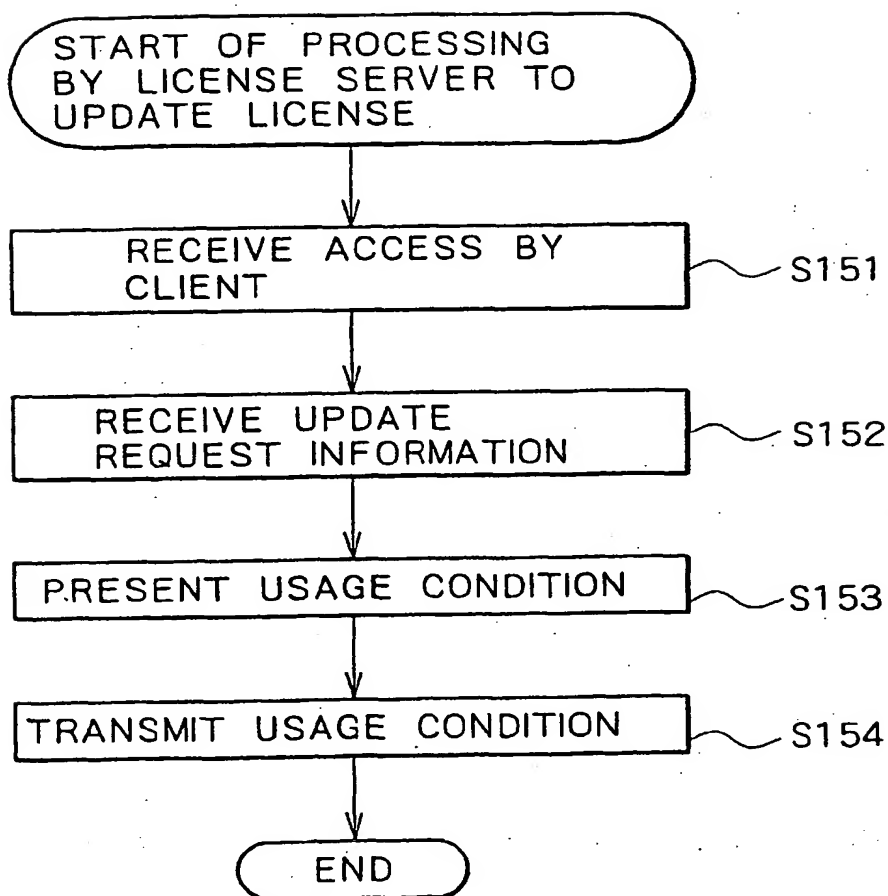 START OF PROCESSING
BY LICENSE SERVER TO
UPDATE LICENSE
RECEIVE ACCESS BY
CLIENT
S151
RECEIVE UPDATE
REQUEST INFORMATION
S152
PRESENT USAGE CONDITION
S153
TRANSMIT USAGE CONDITION
S154
END